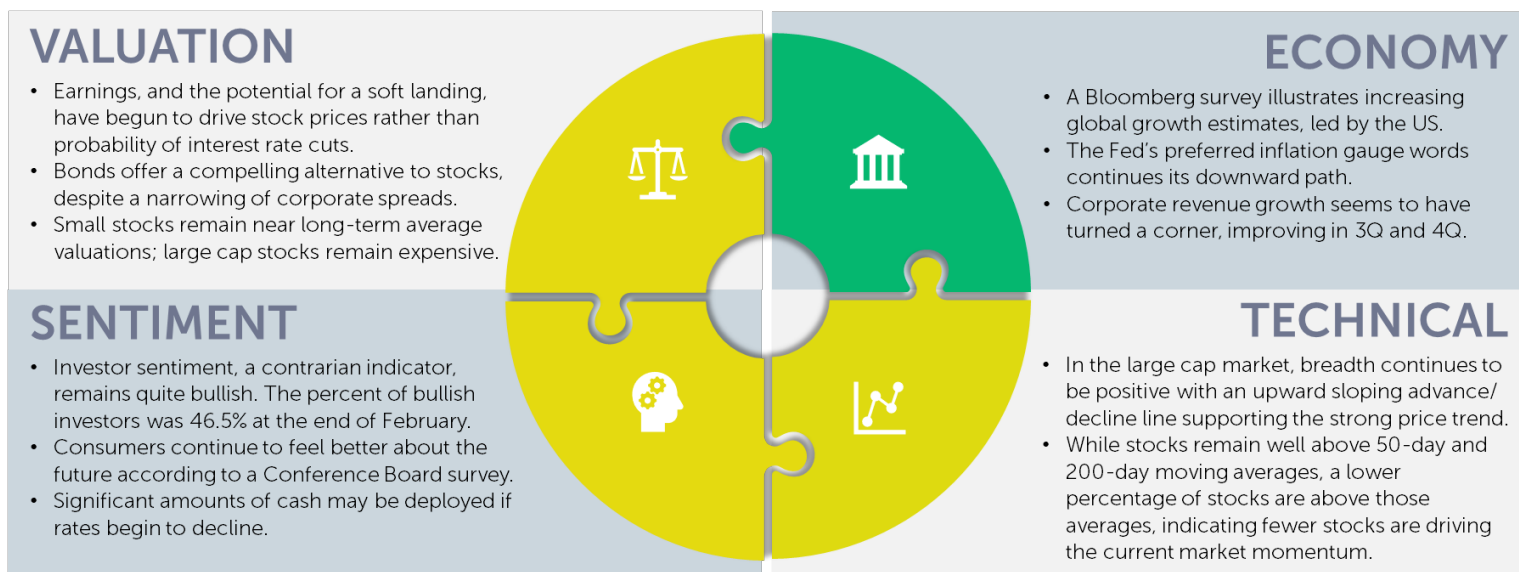 VALUATION
• Earnings, and the potential for a soft landing,
have begun to drive stock prices rather than
probability of interest rate cuts.
• Bonds offer a compelling alternative to stocks,
despite a narrowing of corporate spreads.
• Small stocks remain near long-term average
valuations; large cap stocks remain expensive.
ECONOMY
• A Bloomberg survey illustrates increasing
global growth estimates, led by the US.
• The Fed's preferred inflation gauge words
continues its downward path.
• Corporate revenue growth seems to have
turned a corner, improving in 3Q and 4Q.
SENTIMENT
• Investor sentiment, a contrarian indicator,
remains quite bullish. The percent of bullish
investors was 46.5% at the end of February.
• Consumers continue to feel better about the
future according to a Conference Board survey.
• Significant amounts of cash may be deployed if
rates begin to decline.
TECHNICAL
• In the large cap market, breadth continues to
be positive with an upward sloping advance/
decline line supporting the strong price trend.
• While stocks remain well above 50-day and
200-day moving averages, a lower
percentage of stocks are above those
averages, indicating fewer stocks are driving
the current market momentum.